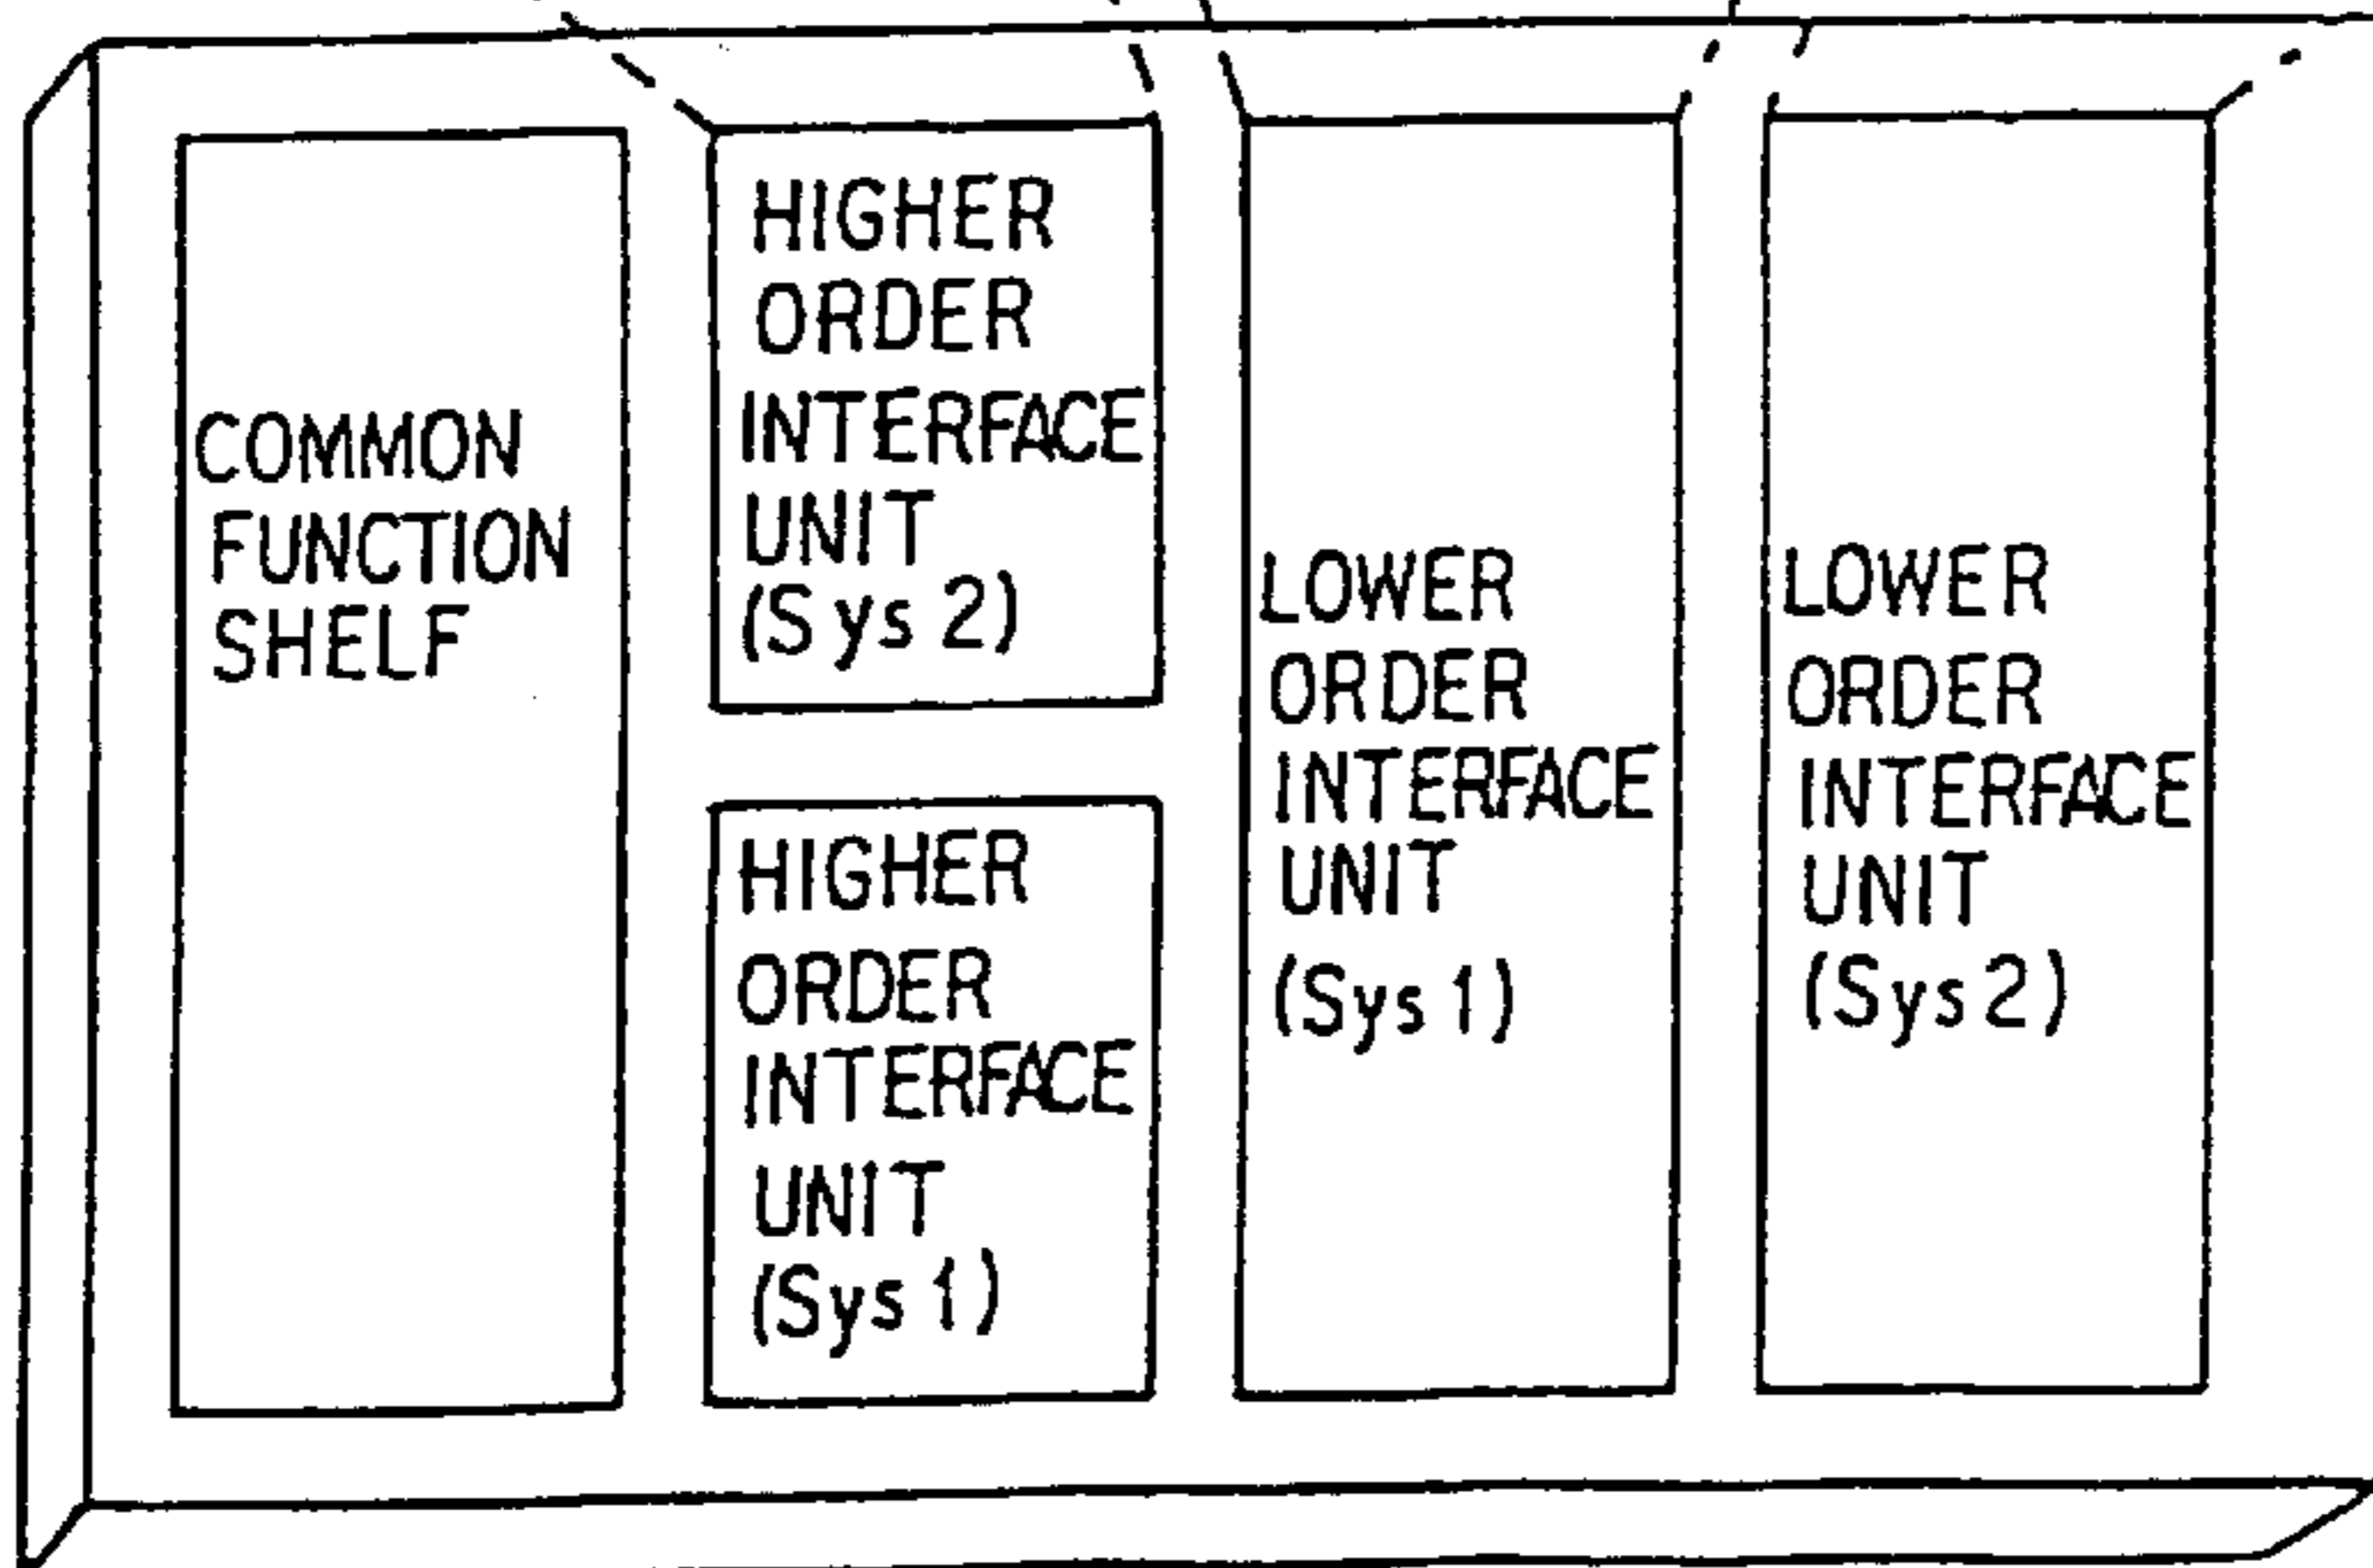 COMMON
FUNCTION
SHELF
HIGHER
ORDER
INTERFACE
UNIT
(Sys 2)
HIGHER
ORDER
INTERFACE
UNIT
(Sys 1)
LOWER
ORDER
INTERFACE
UNIT
(Sys 1)
LOWER
ORDER
INTERFACE
UNIT
(Sys 2)